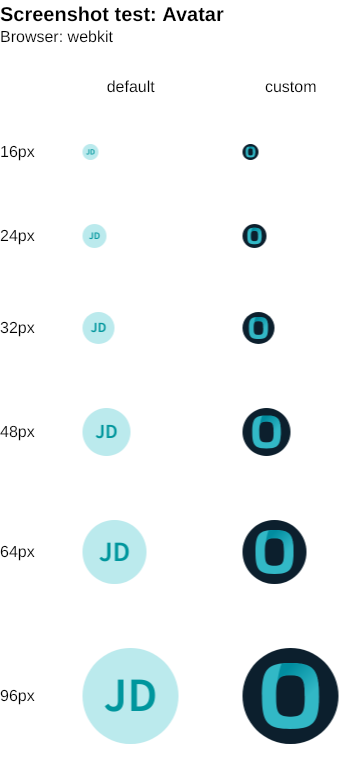 Screenshot test: Avatar
Browser: webkit
default custom
16px JD O
24px JD O
32px JD O
48px JD O
64px JD O
96px JD O